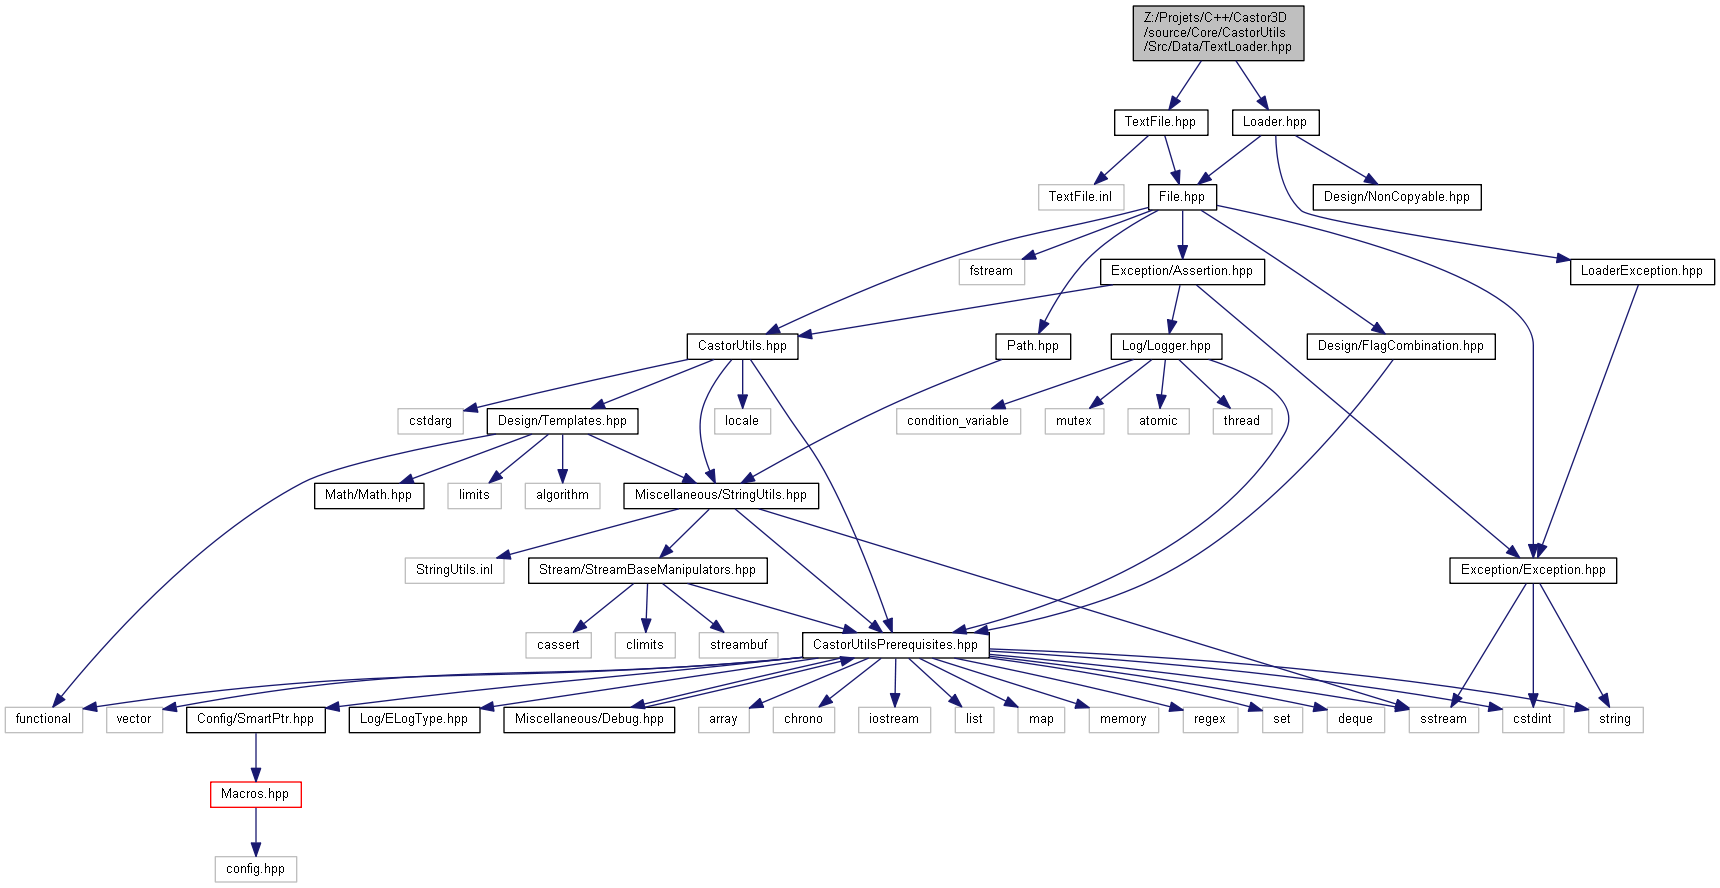 Z:/Projets/C++/Castor3D
/source/Core/CastorUtils
/Src/Data/TextLoader.hpp
TextFile.hpp
Loader.hpp
TextFile.inl
File.hpp
Design/NonCopyable.hpp
fstream
Exception/Assertion.hpp
LoaderException.hpp
CastorUtils.hpp
Path.hpp
Log/Logger.hpp
Design/FlagCombination.hpp
cstdarg
Design/Templates.hpp
locale
condition_variable
mutex
atomic
thread
Math/Math.hpp
limits
algorithm
Miscellaneous/StringUtils.hpp
StringUtils.inl
Stream/StreamBaseManipulators.hpp
Exception/Exception.hpp
cassert
climits
streambuf
CastorUtilsPrerequisites.hpp
functional
vector
Config/SmartPtr.hpp
Log/ELogType.hpp
Miscellaneous/Debug.hpp
array
chrono
iostream
list
map
memory
regex
set
deque
sstream
cstdint
string
Macros.hpp
config.hpp